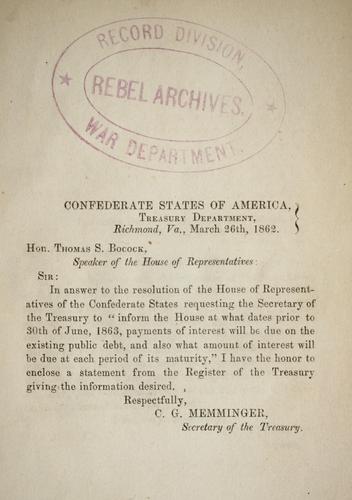 RECORD DIVISION,
REBEL ARCHIVES.
WAR DEPARTMENT.
CONFEDERATE STATES OF AMERICA,
TREASURY DEPARTMENT,
Richmond, Va., March 26th, 1862.
HON. THOMAS S. BOCOCK,
Speaker of the House of Representatives:
SIR:
In answer to the resolution of the House of Represent-
atives of the Confederate States requesting the Secretary
of the Treasury to "inform the House at what dates prior to
30th of June, 1863, payments of interest will be due on the
existing public debt, and also what amount of interest will
be due at each period of its maturity," I have the honor to
enclose a statement from the Register of the Treasury
giving the information desired.
Respectfully,
C. G. MEMMINGER,
Secretary of the Treasury.